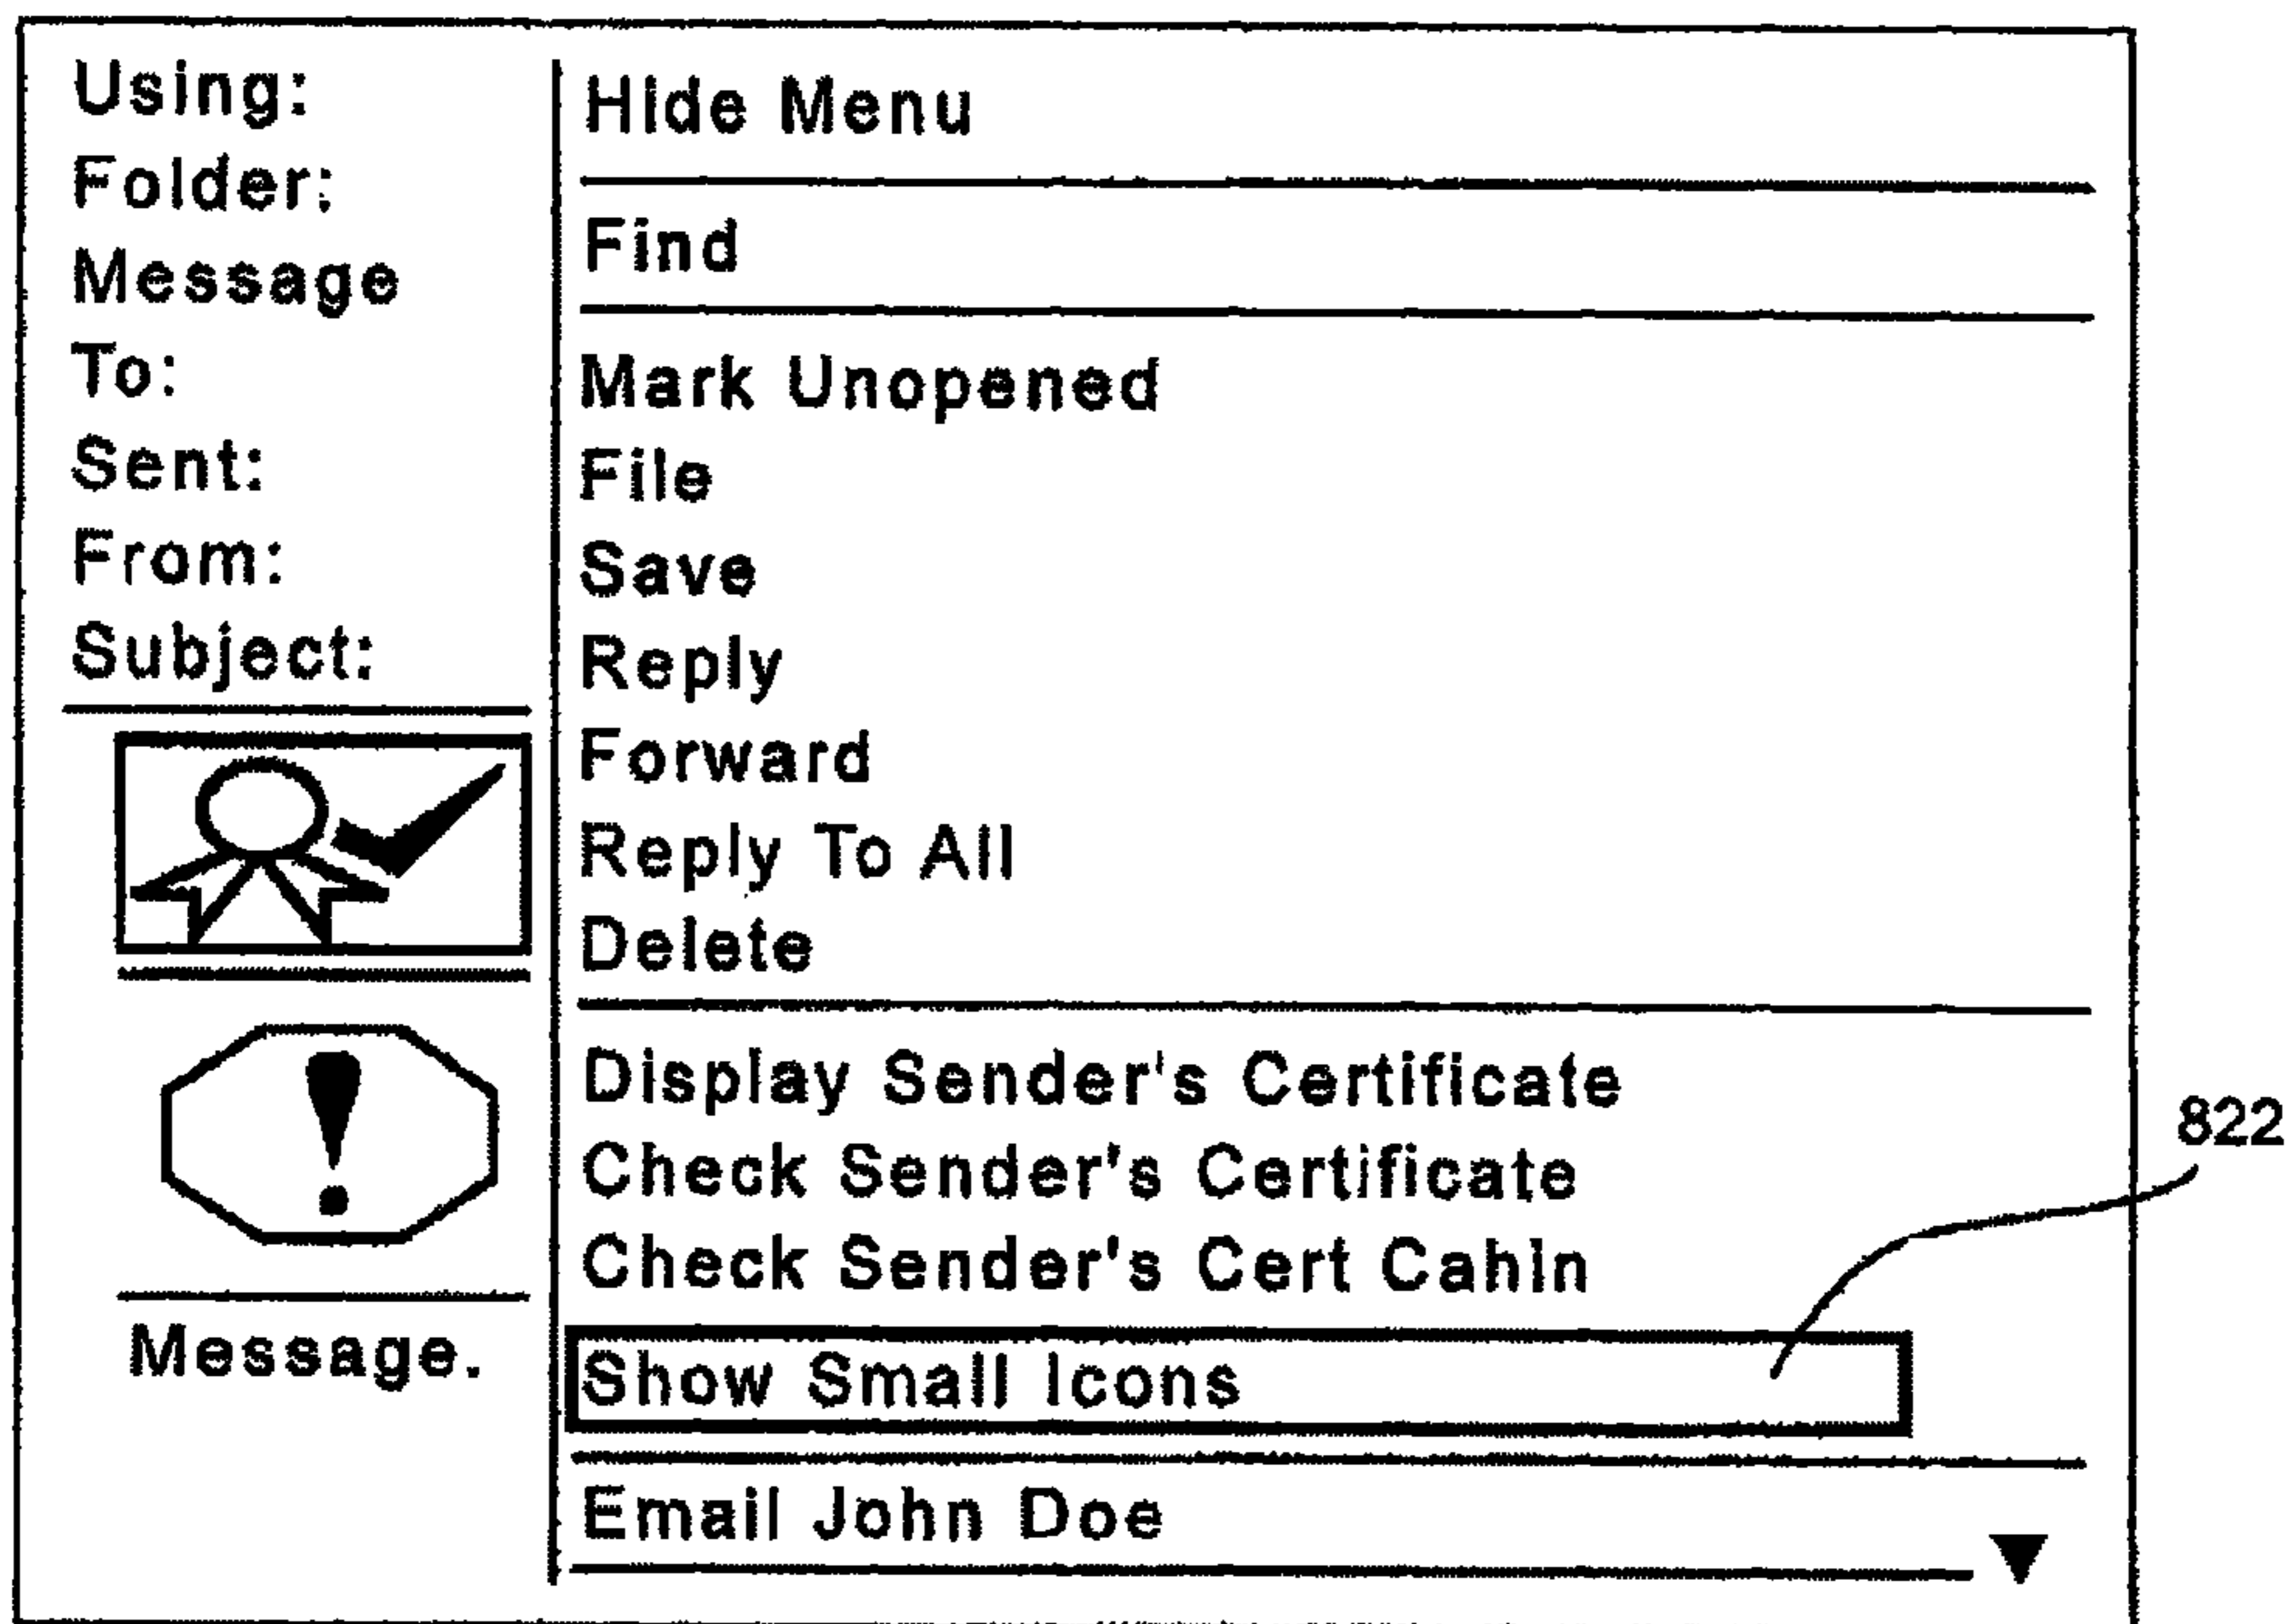 Using:
Folder:
Message
To:
Sent:
From:
Subject:
Message.
Hide Menu
Find
Mark Unopened
File
Save
Reply
Forward
Reply To All
Delete
Display Sender's Certificate
Check Sender's Certificate
Check Sender's Cert Cahin
Show Small Icons
Email John Doe
822